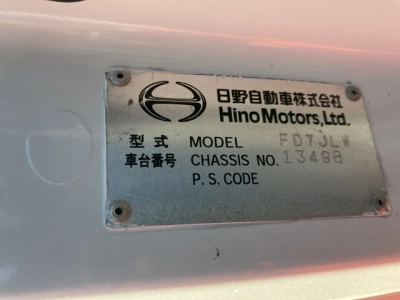 日野自動車株式会社
Hino Motors, Ltd.
型式 MODEL FD7JLW
車台番号 CHASSIS NO. 13498
P.S.CODE